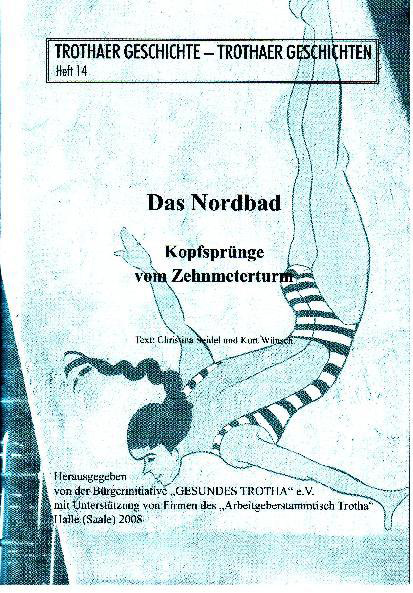 TROTHAER GESCHICHTE – TROTHAER GESCHICHTEN
Heft 14
Das Nordbad
Kopfsprünge
vom Zehnmeterturm
Text: Christina Seidel und Kurt Wünsch
Herausgegeben
von der Bürgerinitiative „GESUNDES TROTHA“ e.V.
mit Unterstützung von Firmen des „Arbeitgeberstammtisch Trotha“
Halle (Saale) 2008